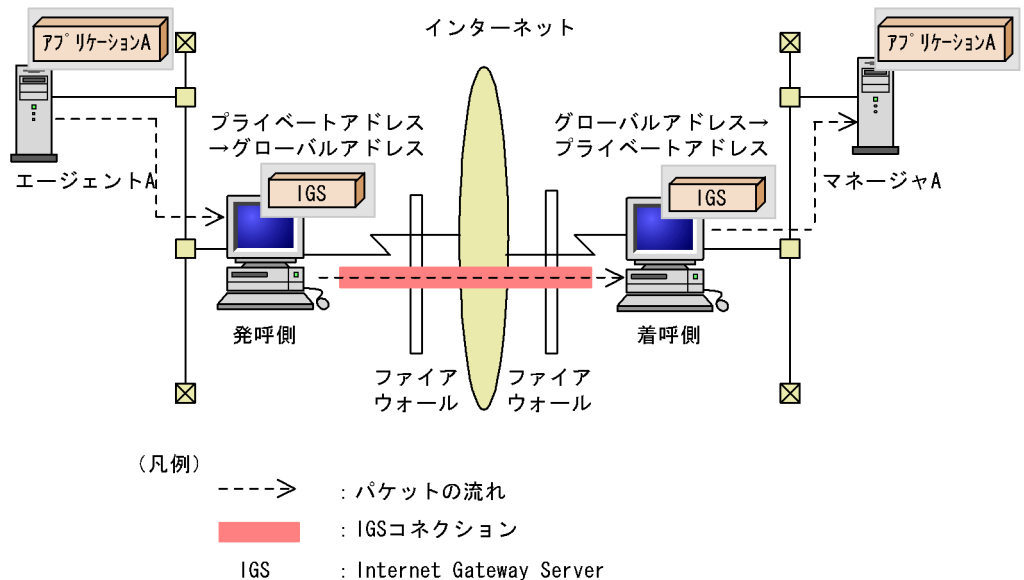 アプリケーションA
インターネット
アプリケーションA
プライベートアドレス
→グローバルアドレス
グローバルアドレス→
プライベートアドレス
エージェントA
IGS
IGS
マネージャA
発呼側
着呼側
ファイア
ウォール
ファイア
ウォール
（凡例）
：パケットの流れ
：IGSコネクション
IGS ：Internet Gateway Server